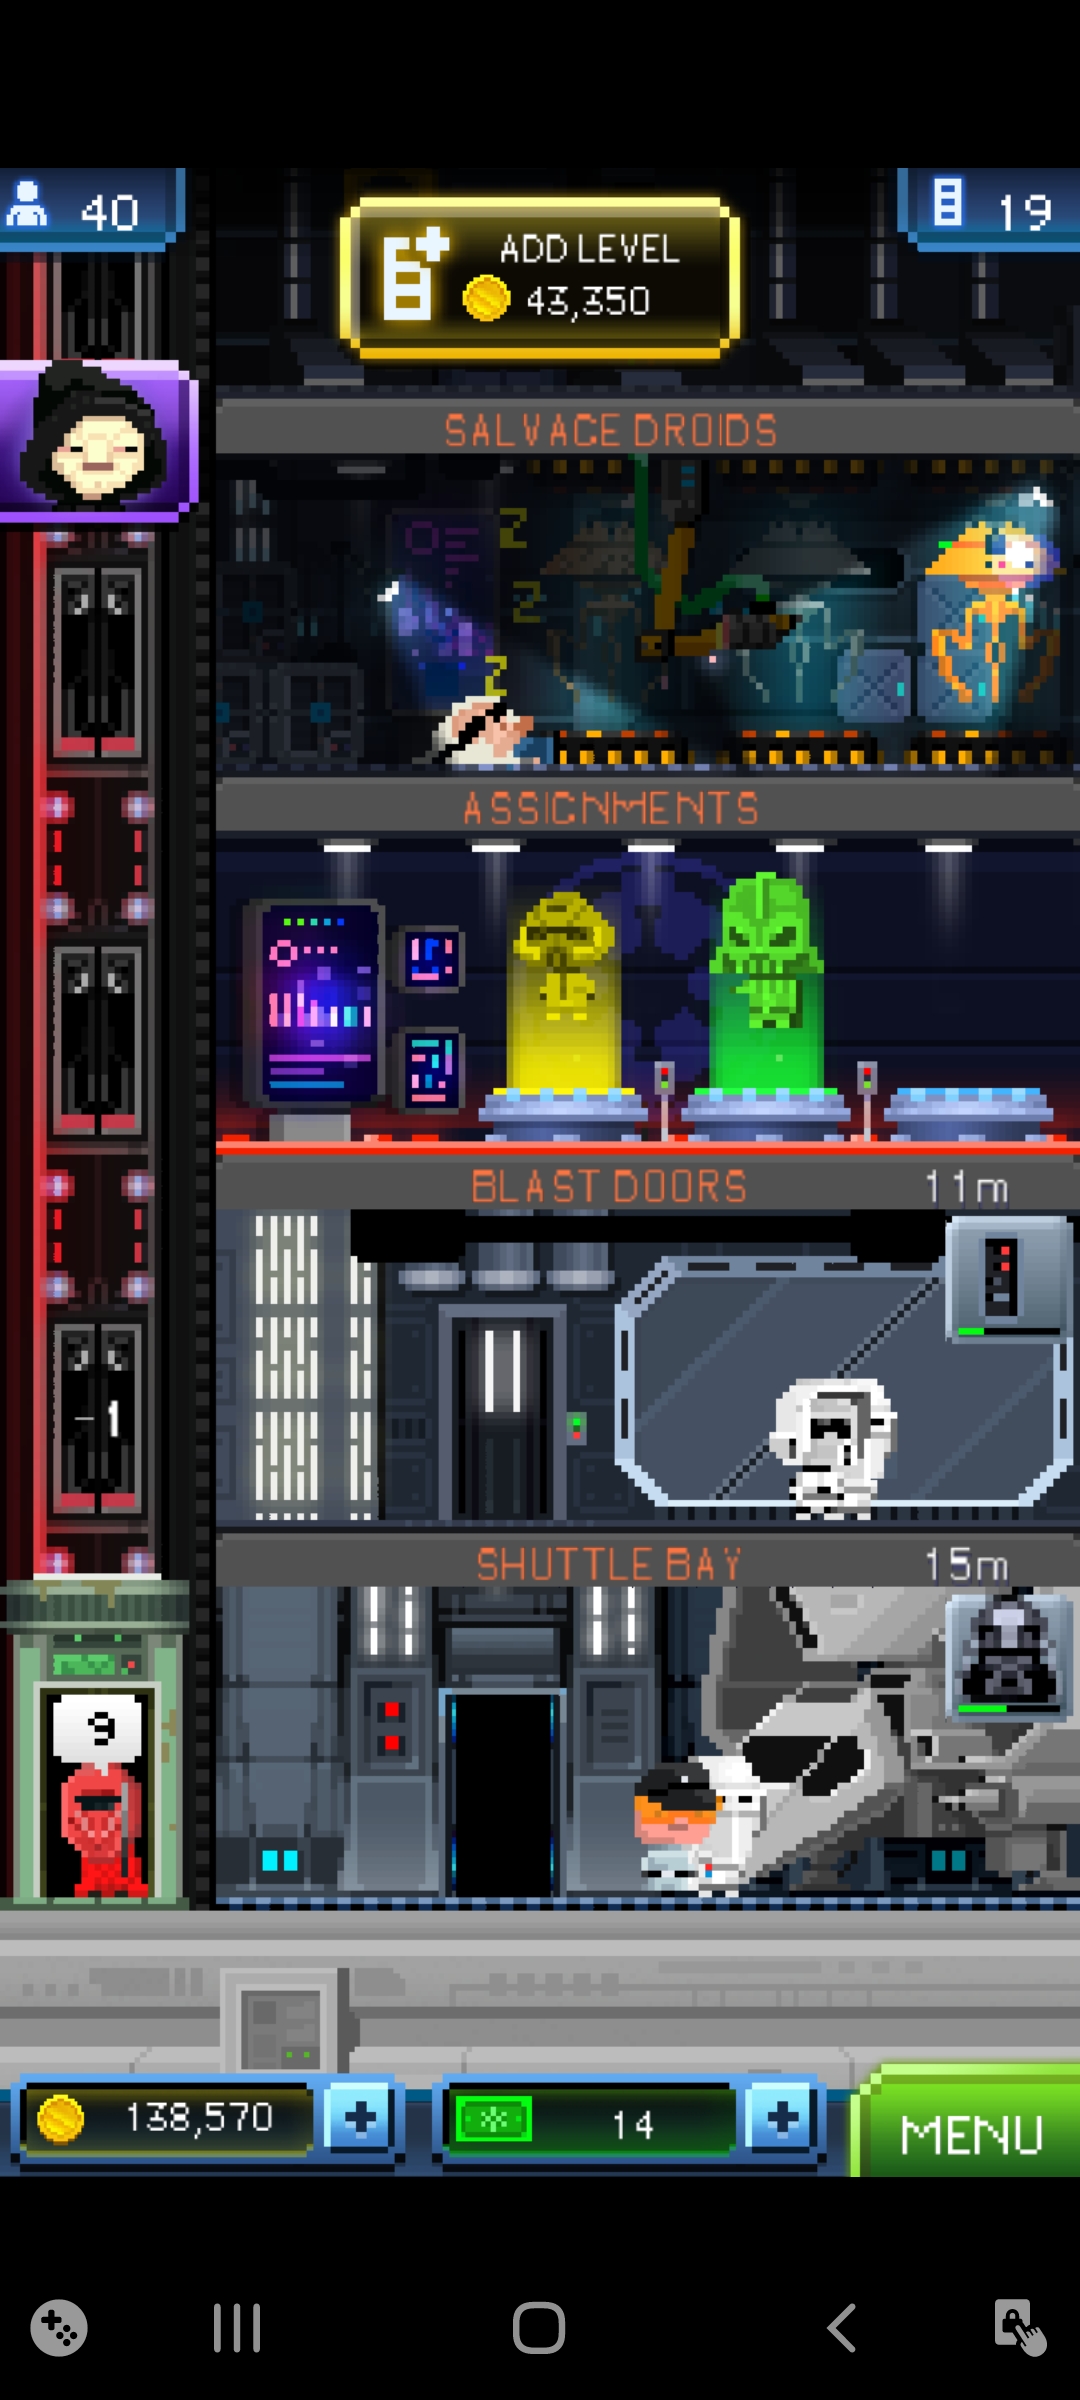 40
ADD LEVEL
43,350
19
SALVAGE DROIDS
Z
Z
Z
ASSIGNMENTS
BLAST DOORS 11m
-1
SHUTTLE BAY 15m
9
138,570
14
MENU